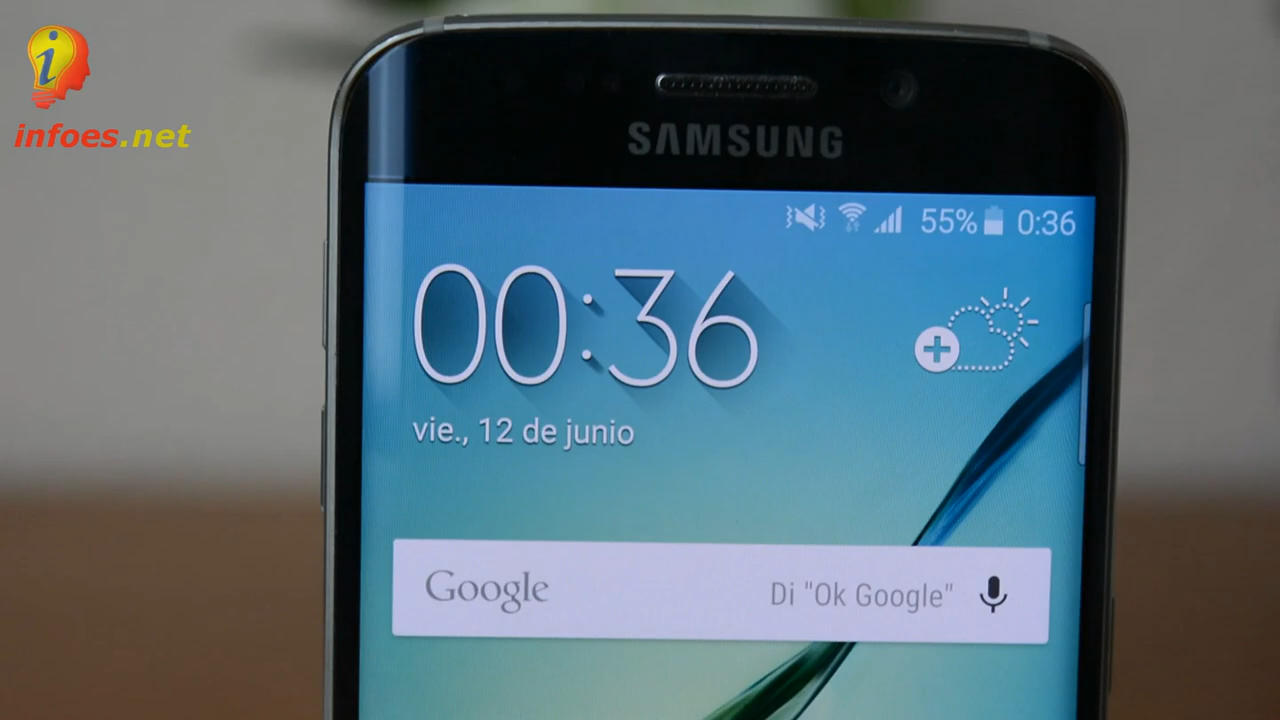 i
infoes.net
SAMSUNG
55% 0:36
00:36
vie., 12 de junio
Google Di "Ok Google"